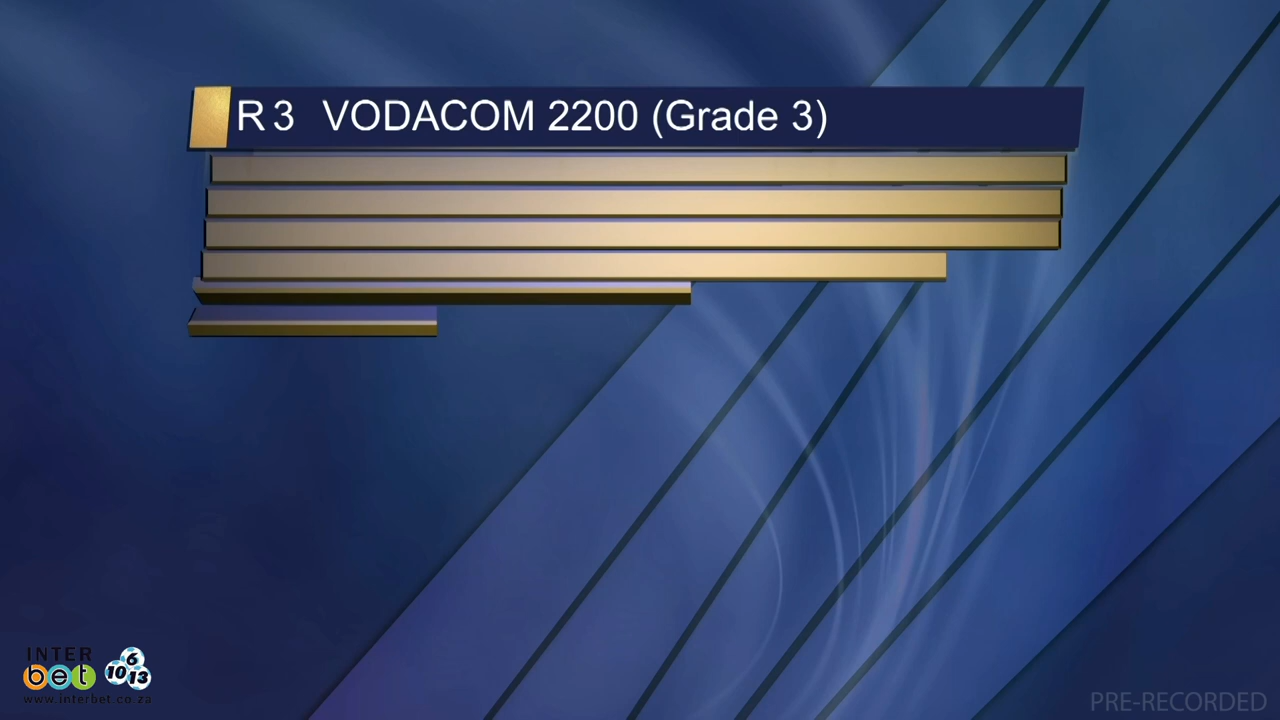 R 3 VODACOM 2200 (Grade 3)
INTER
bet
6
10 13
www.interbet.co.za
PRE-RECORDED